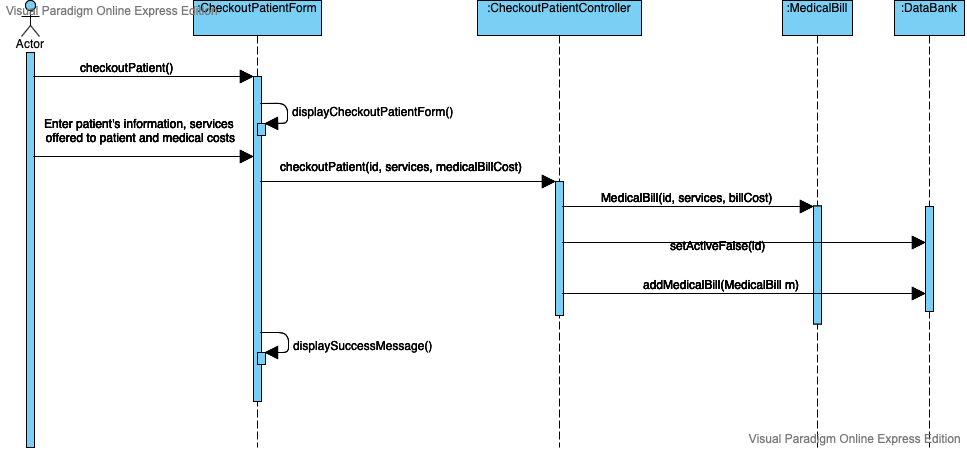 Visual Paradigm Online Express Edition
:CheckoutPatientForm
:CheckoutPatientController
:MedicalBill
:DataBank
Actor
checkoutPatient()
displayCheckoutPatientForm()
Enter patient's information, services
offered to patient and medical costs
checkoutPatient(id, services, medicalBillCost)
MedicalBill(id, services, billCost)
setActiveFalse(id)
addMedicalBill(MedicalBill m)
displaySuccessMessage()
Visual Paradigm Online Express Edition